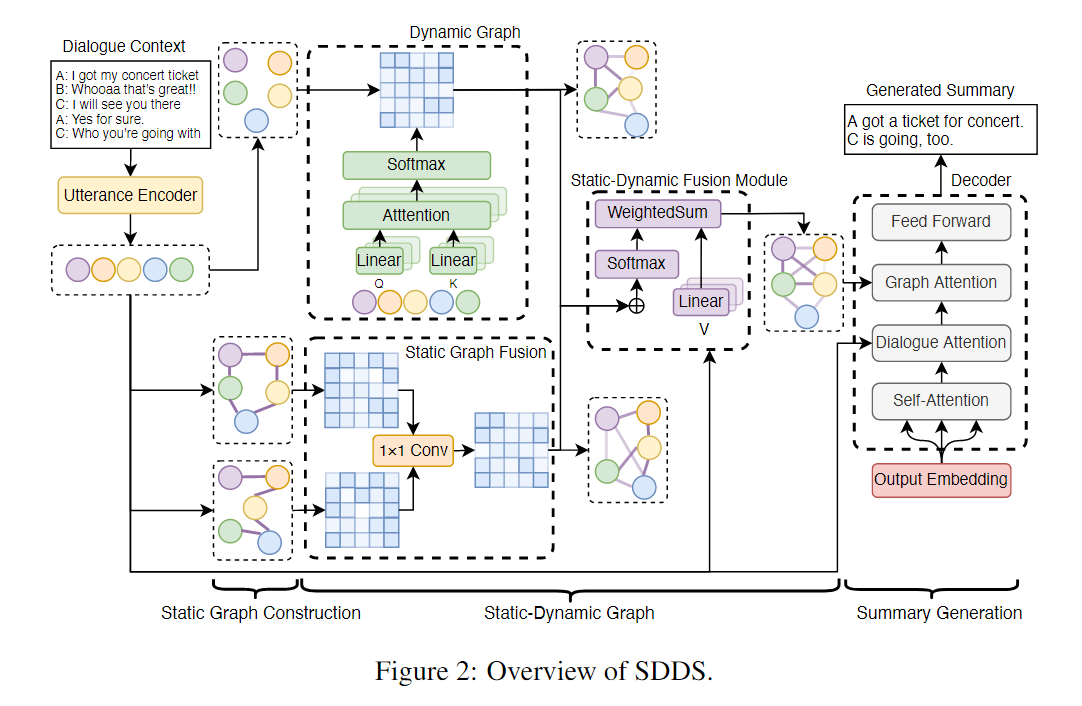 Dialogue Context
A: I got my concert ticket
B: Whooaa that's great!!
C: I will see you there
A: Yes for sure.
C: Who you're going with
Utterance Encoder
Dynamic Graph
Softmax
Atttention
Linear
Linear
Q
K
Static Graph Fusion
1×1 Conv
Static-Dynamic Fusion Module
WeightedSum
Softmax
Linear
V
Generated Summary
A got a ticket for concert.
C is going, too.
Decoder
Feed Forward
Graph Attention
Dialogue Attention
Self-Attention
Output Embedding
Static Graph Construction
Static-Dynamic Graph
Summary Generation
Figure 2: Overview of SDDS.